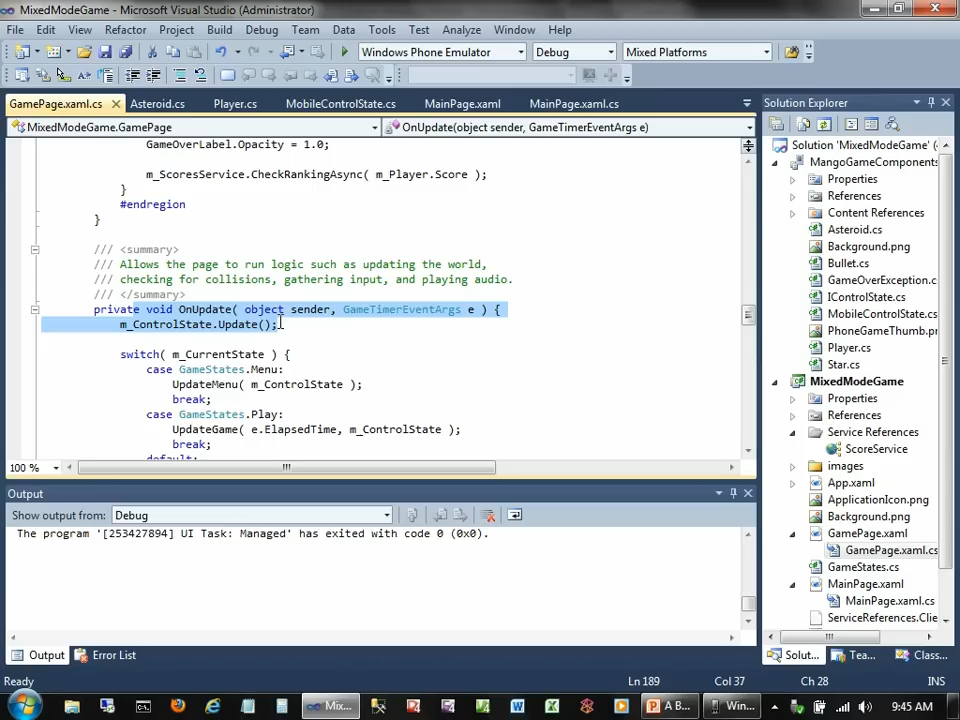 MixedModeGame - Microsoft Visual Studio (Administrator)
File Edit View Refactor Project Build Debug Team Data Tools Test Analyze Window Help
Windows Phone Emulator Debug Mixed Platforms
GamePage.xaml.cs Asteroid.cs Player.cs MobileControlState.cs MainPage.xaml MainPage.xaml.cs
MixedModeGame.GamePage OnUpdate(object sender, GameTimerEventArgs e)
GameOverLabel.Opacity = 1.0;
m_ScoresService.CheckRankingAsync( m_Player.Score );
}
#endregion
}
/// <summary>
/// Allows the page to run logic such as updating the world,
/// checking for collisions, gathering input, and playing audio.
/// </summary>
private void OnUpdate( object sender, GameTimerEventArgs e ) {
m_ControlState.Update();
switch( m_CurrentState ) {
case GameStates.Menu:
UpdateMenu( m_ControlState );
break;
case GameStates.Play:
UpdateGame( e.ElapsedTime, m_ControlState );
break;
default:
100 %
Output
Show output from: Debug
The program '[253427894] UI Task: Managed' has exited with code 0 (0x0).
Output Error List
Solution Explorer
Solution 'MixedModeGame' (
MangoGameComponents
Properties
References
Content References
Asteroid.cs
Background.png
Bullet.cs
GameOverException.c
IControlState.cs
MobileControlState.cs
PhoneGameThumb.p
Player.cs
Star.cs
MixedModeGame
Properties
References
Service References
ScoreService
images
App.xaml
ApplicationIcon.png
Background.png
GamePage.xaml
GamePage.xaml.cs
GameStates.cs
MainPage.xaml
MainPage.xaml.cs
ServiceReferences.Clie
Solut... Tea... Class...
Ready Ln 189 Col 37 Ch 28 INS
Mix... A B... Win... 9:45 AM